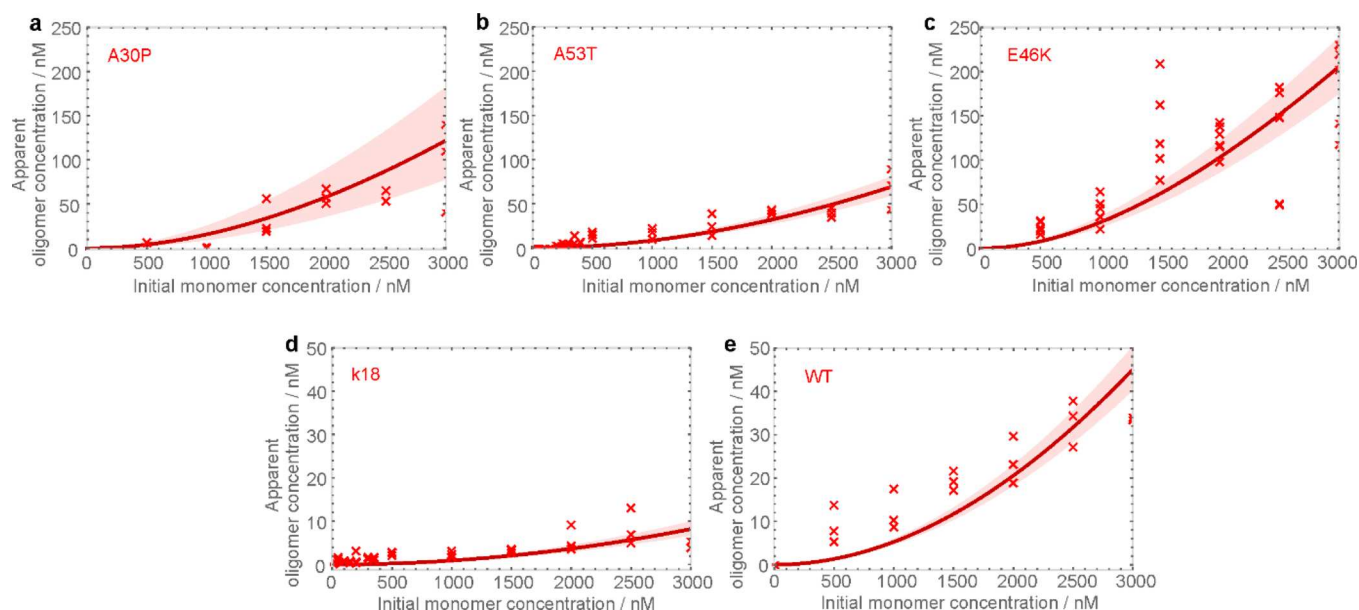 a
A30P
Apparent
oligomer concentration / nM
250
200
150
100
50
0
0 500 1000 1500 2000 2500 3000
Initial monomer concentration / nM
b
A53T
Apparent
oligomer concentration / nM
250
200
150
100
50
0
0 500 1000 1500 2000 2500 3000
Initial monomer concentration / nM
c
E46K
Apparent
oligomer concentration / nM
250
200
150
100
50
0
0 500 1000 1500 2000 2500 3000
Initial monomer concentration / nM
d
k18
Apparent
oligomer concentration / nM
50
40
30
20
10
0
0 500 1000 1500 2000 2500 3000
Initial monomer concentration / nM
e
WT
Apparent
oligomer concentration / nM
50
40
30
20
10
0
0 500 1000 1500 2000 2500 3000
Initial monomer concentration / nM